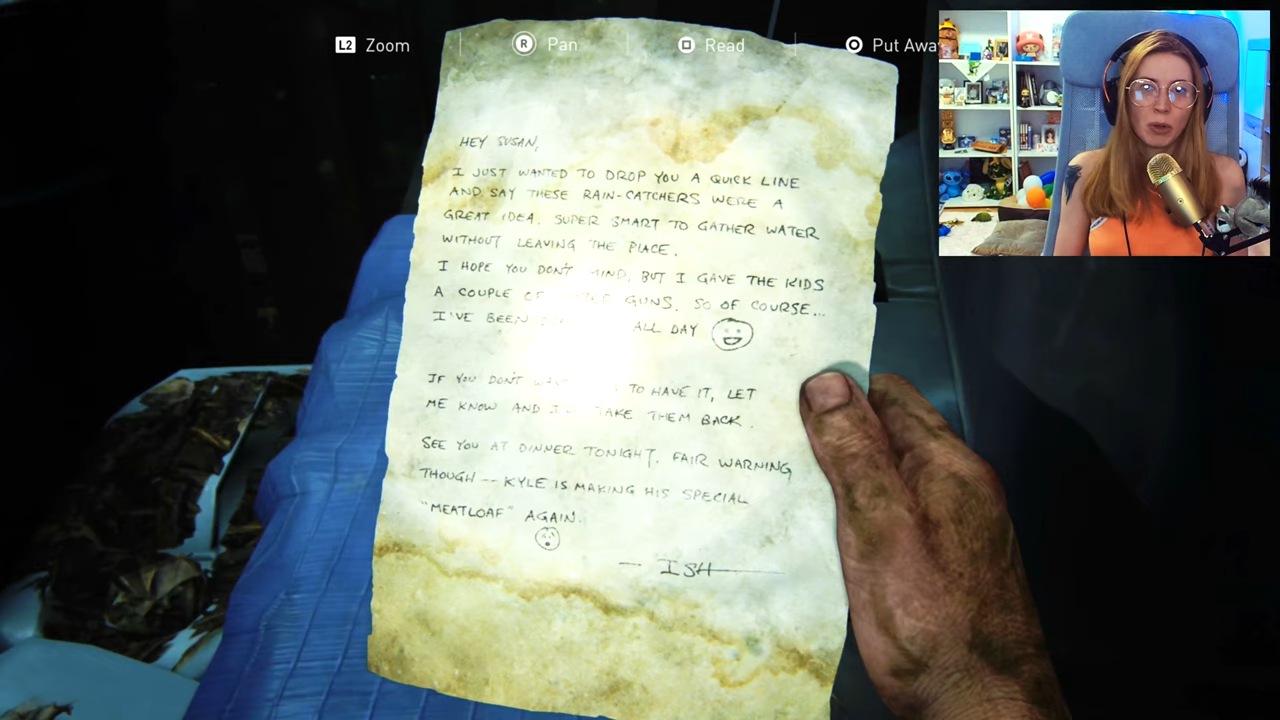 L2 Zoom
R Pan
Read
Put Awa
HEY SUSAN,
I JUST WANTED TO DROP YOU A QUICK LINE
AND SAY THESE RAIN-CATCHERS WERE A
GREAT IDEA. SUPER SMART TO GATHER WATER
WITHOUT LEAVING THE PLACE.
I HOPE YOU DON'T MIND, BUT I GAVE THE KIDS
A COUPLE OF GUNS. SO OF COURSE...
I'VE BEEN ALL DAY
IF YOU DON'T WANT TO HAVE IT, LET
ME KNOW AND I'LL TAKE THEM BACK.
SEE YOU AT DINNER TONIGHT. FAIR WARNING
THOUGH -- KYLE IS MAKING HIS SPECIAL
"MEATLOAF" AGAIN.
— ISH